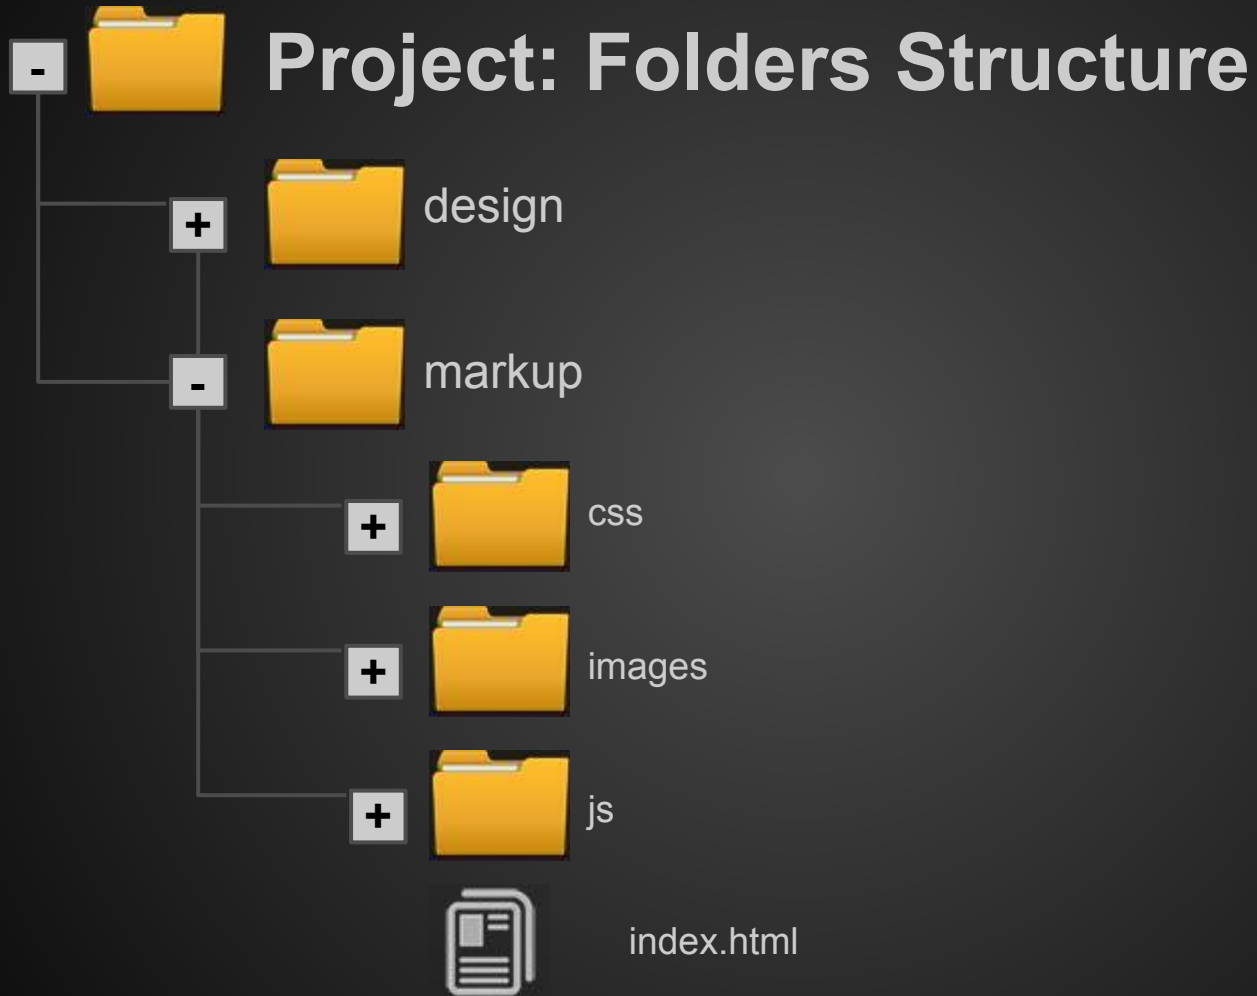 - Project: Folders Structure
+ design
- markup
+ css
+ images
+ js
index.html